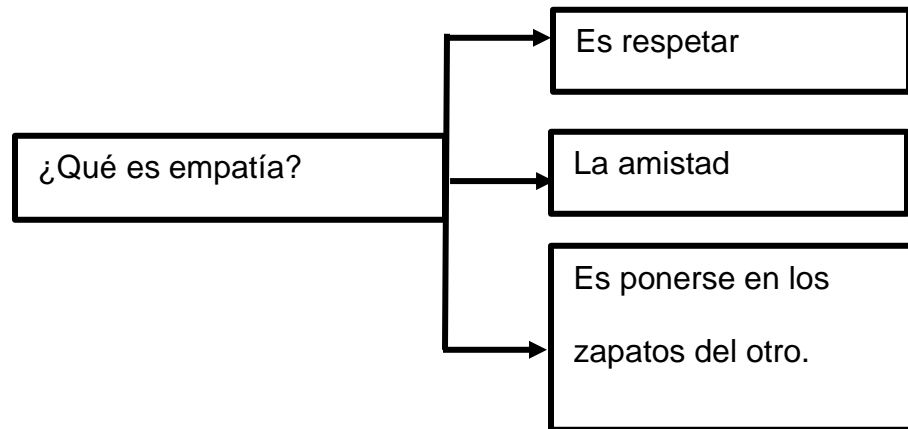 Es respetar
¿Qué es empatía?
La amistad
Es ponerse en los
zapatos del otro.